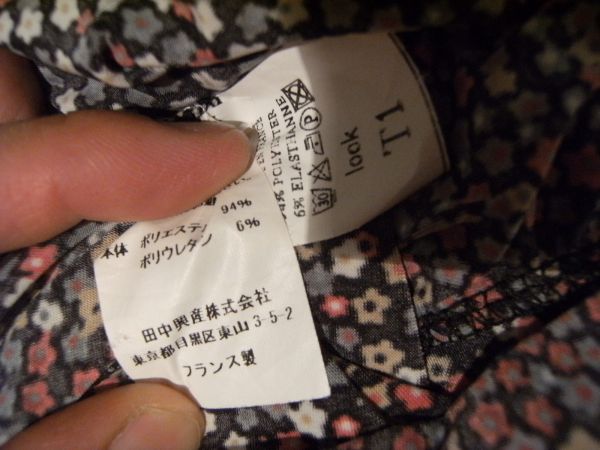 T1
look
30 P
94% POLYESTER
6% ELASTHANNE
94%
本体 ポリエステル
ポリウレタン 6%
田中興産株式会社
東京都目黒区東山3-5-2
フランス製